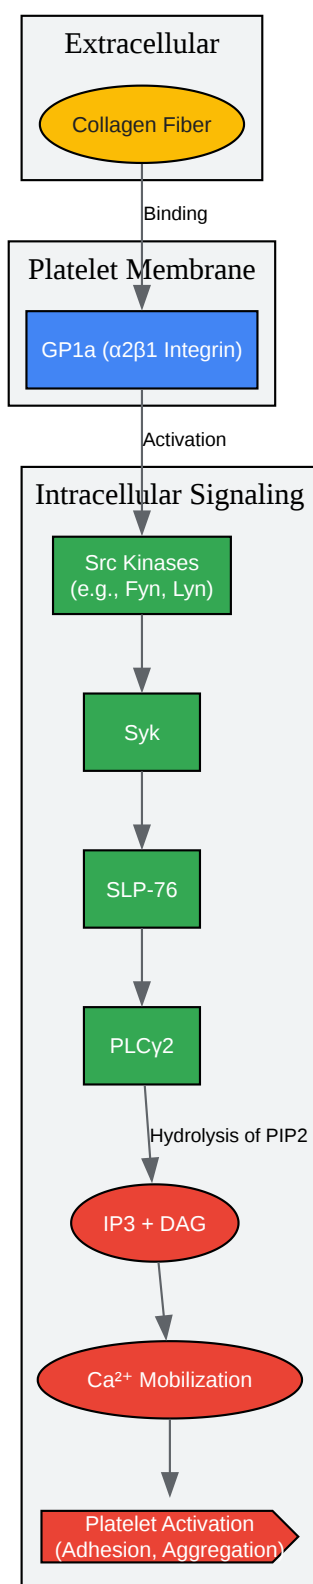 Extracellular
Collagen Fiber
Binding
Platelet Membrane
GP1a (α2β1 Integrin)
Activation
Intracellular Signaling
Src Kinases
(e.g., Fyn, Lyn)
Syk
SLP-76
PLCγ2
Hydrolysis of PIP2
IP3 + DAG
Ca²⁺ Mobilization
Platelet Activation
(Adhesion, Aggregation)